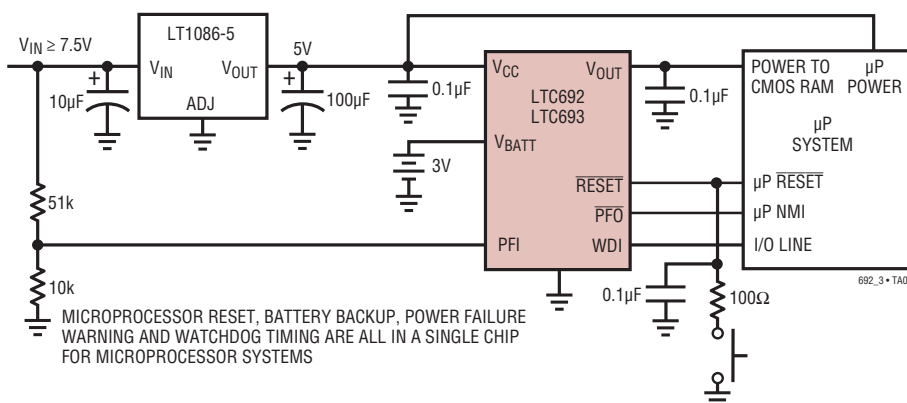 V_IN ≥ 7.5V
LT1086-5
V_IN
V_OUT
ADJ
5V
10µF
+
100µF
+
0.1µF
V_CC
V_OUT
LTC692
LTC693
V_BATT
3V
R̅E̅S̅E̅T̅
P̅F̅O̅
PFI
WDI
0.1µF
POWER TO
CMOS RAM
µP
POWER
µP
SYSTEM
µP R̅E̅S̅E̅T̅
µP NMI
I/O LINE
51k
10k
0.1µF
100Ω
692_3 • TA0
MICROPROCESSOR RESET, BATTERY BACKUP, POWER FAILURE
WARNING AND WATCHDOG TIMING ARE ALL IN A SINGLE CHIP
FOR MICROPROCESSOR SYSTEMS